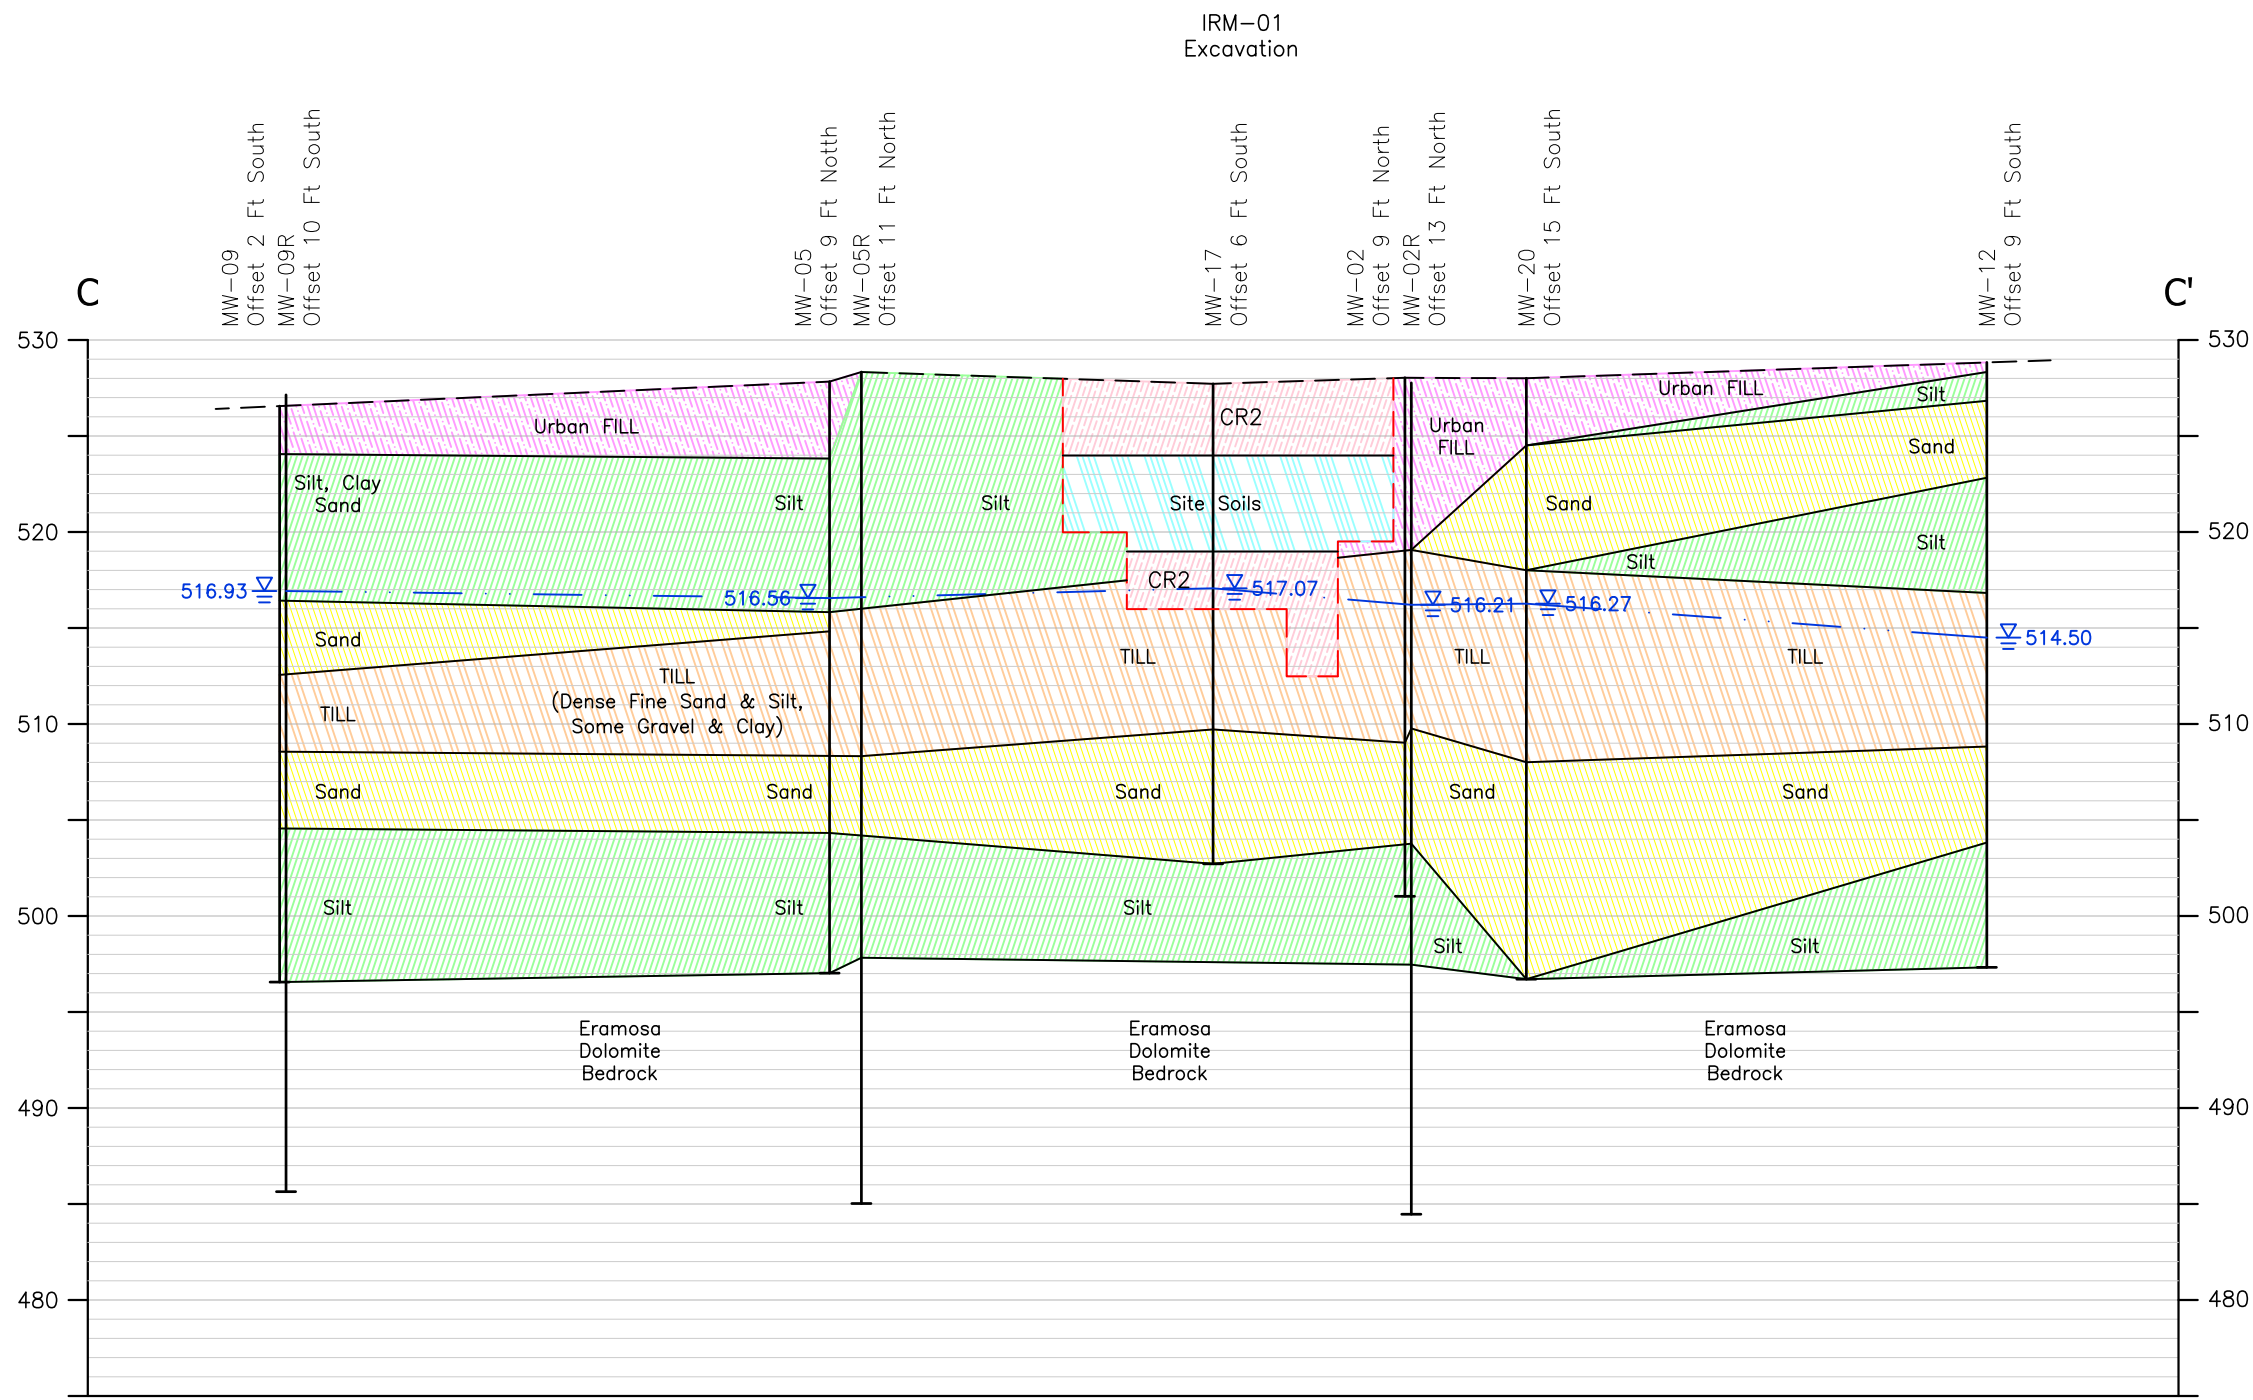 IRM-01
Excavation
MW-09
Offset 2 Ft South
MW-09R
Offset 10 Ft South
MW-05
Offset 9 Ft Notth
MW-05R
Offset 11 Ft North
MW-17
Offset 6 Ft South
MW-02
Offset 9 Ft North
MW-02R
Offset 13 Ft North
MW-20
Offset 15 Ft South
MW-12
Offset 9 Ft South
C
C'
530
530
Urban FILL
CR2
Urban FILL
Silt
Urban
FILL
Sand
Silt, Clay
Sand
Silt
Silt
Site Soils
Sand
520
520
Silt
Silt
516.93
516.56
CR2
517.07
516.21
516.27
514.50
Sand
TILL
TILL
TILL
TILL
(Dense Fine Sand & Silt,
Some Gravel & Clay)
TILL
510
510
Sand
Sand
Sand
Sand
Sand
500
Silt
Silt
Silt
500
Silt
Silt
Eramosa
Dolomite
Bedrock
Eramosa
Dolomite
Bedrock
Eramosa
Dolomite
Bedrock
490
490
480
480